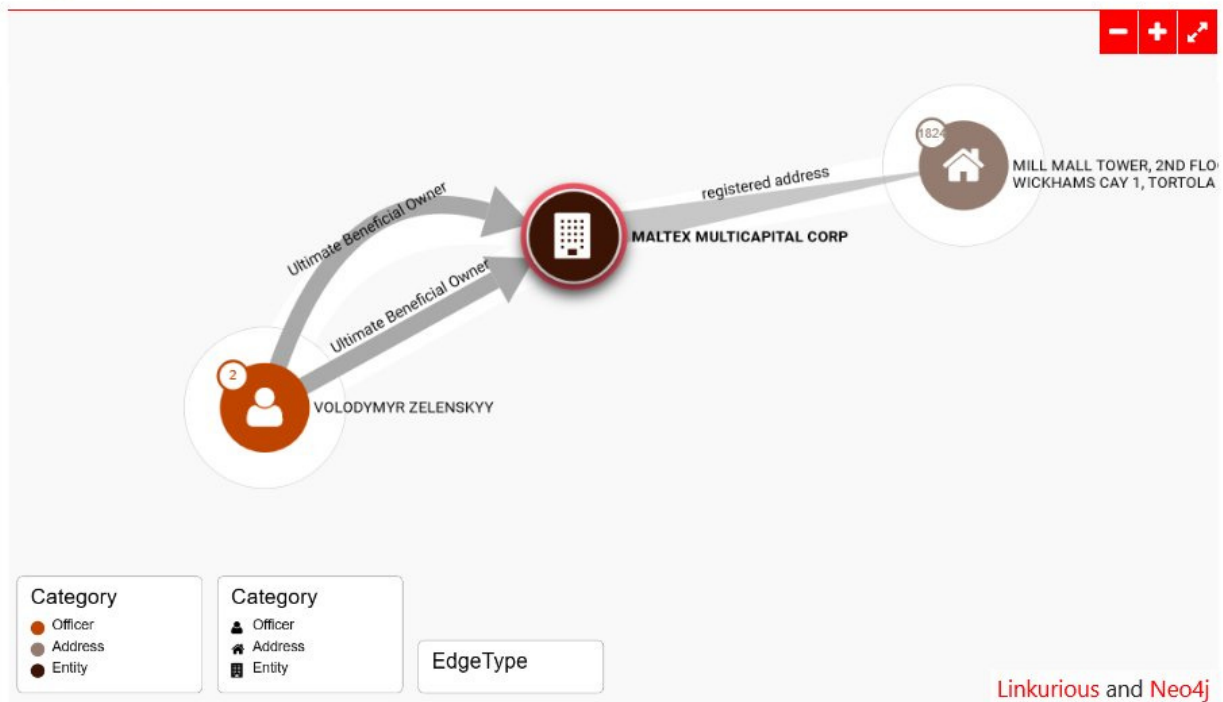 1824
MILL MALL TOWER, 2ND FLO
WICKHAMS CAY 1, TORTOLA
registered address
Ultimate Beneficial Owner
MALTEX MULTICAPITAL CORP
Ultimate Beneficial Owner
2
VOLODYMYR ZELENSKYY
Category
Officer
Address
Entity
Category
Officer
Address
Entity
EdgeType
Linkurious and Neo4j